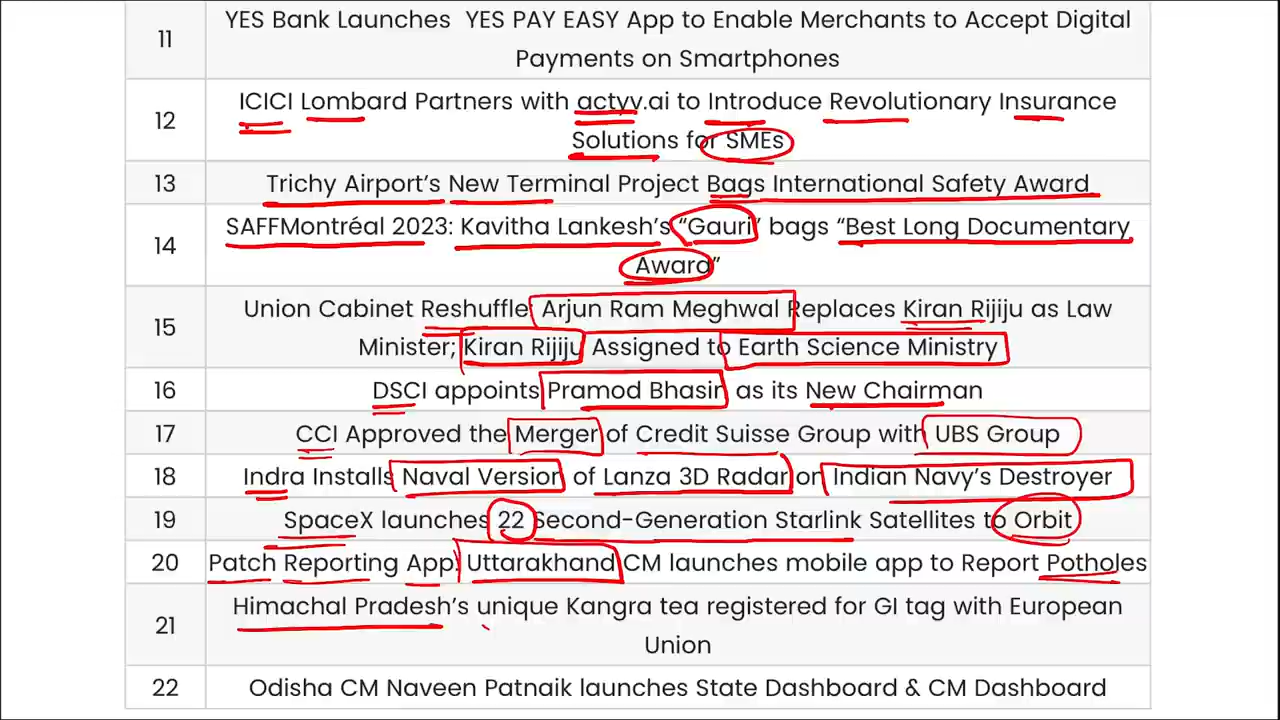 11
YES Bank Launches YES PAY EASY App to Enable Merchants to Accept Digital
Payments on Smartphones
12
ICICI Lombard Partners with actyv.ai to Introduce Revolutionary Insurance
Solutions for SMEs
13
Trichy Airport’s New Terminal Project Bags International Safety Award
14
SAFFMontréal 2023: Kavitha Lankesh’s “Gauri” bags “Best Long Documentary
Award”
15
Union Cabinet Reshuffle: Arjun Ram Meghwal Replaces Kiran Rijiju as Law
Minister; Kiran Rijiju Assigned to Earth Science Ministry
16
DSCI appoints Pramod Bhasin as its New Chairman
17
CCI Approved the Merger of Credit Suisse Group with UBS Group
18
Indra Installs Naval Version of Lanza 3D Radar on Indian Navy’s Destroyer
19
SpaceX launches 22 Second-Generation Starlink Satellites to Orbit
20
Patch Reporting App: Uttarakhand CM launches mobile app to Report Potholes
21
Himachal Pradesh’s unique Kangra tea registered for GI tag with European
Union
22
Odisha CM Naveen Patnaik launches State Dashboard & CM Dashboard